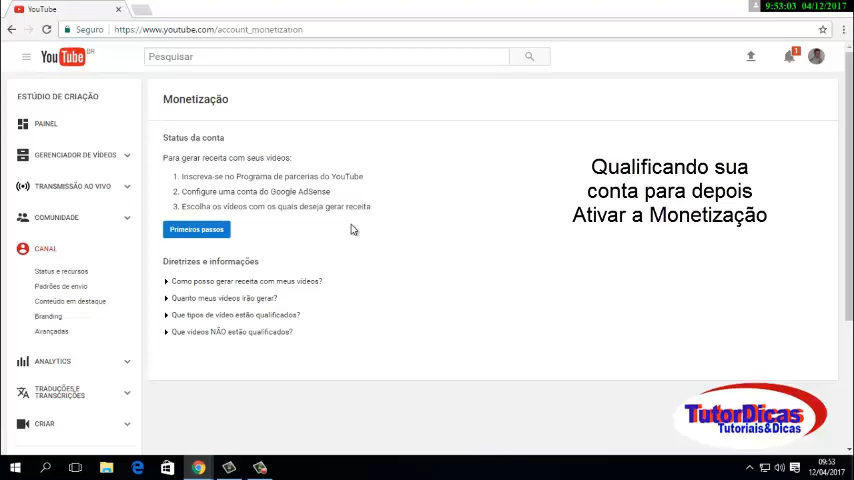 YouTube
9:53:03 04/12/2017
Seguro
https://www.youtube.com/account_monetization
YouTube BR
Pesquisar
1
ESTÚDIO DE CRIAÇÃO
PAINEL
GERENCIADOR DE VÍDEOS
TRANSMISSÃO AO VIVO
COMUNIDADE
CANAL
Status e recursos
Padrões de envio
Conteúdo em destaque
Branding
Avançadas
ANALYTICS
TRADUÇÕES E
TRANSCRIÇÕES
CRIAR
Monetização
Status da conta
Para gerar receita com seus vídeos:
1. Inscreva-se no Programa de parcerias do YouTube
2. Configure uma conta do Google AdSense
3. Escolha os vídeos com os quais deseja gerar receita
Primeiros passos
Diretrizes e informações
Como posso gerar receita com meus vídeos?
Quanto meus vídeos irão gerar?
Que tipos de vídeo estão qualificados?
Que vídeos NÃO estão qualificados?
Qualificando sua
conta para depois
Ativar a Monetização
TutorDicas
Tutoriais&Dicas
09:53
12/04/2017